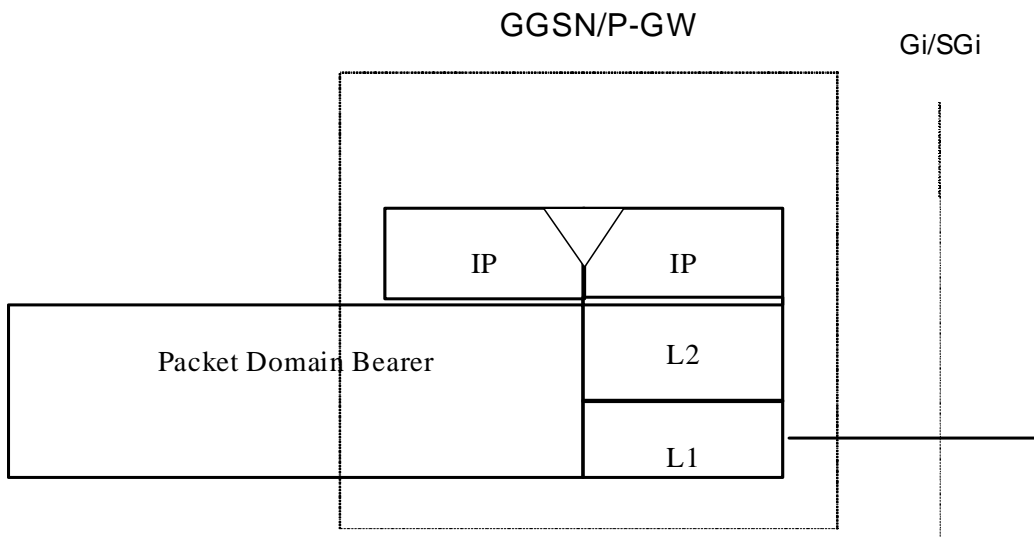 GGSN/P-GW
Gi/SGi
IP
IP
Packet Domain Bearer
L2
L1